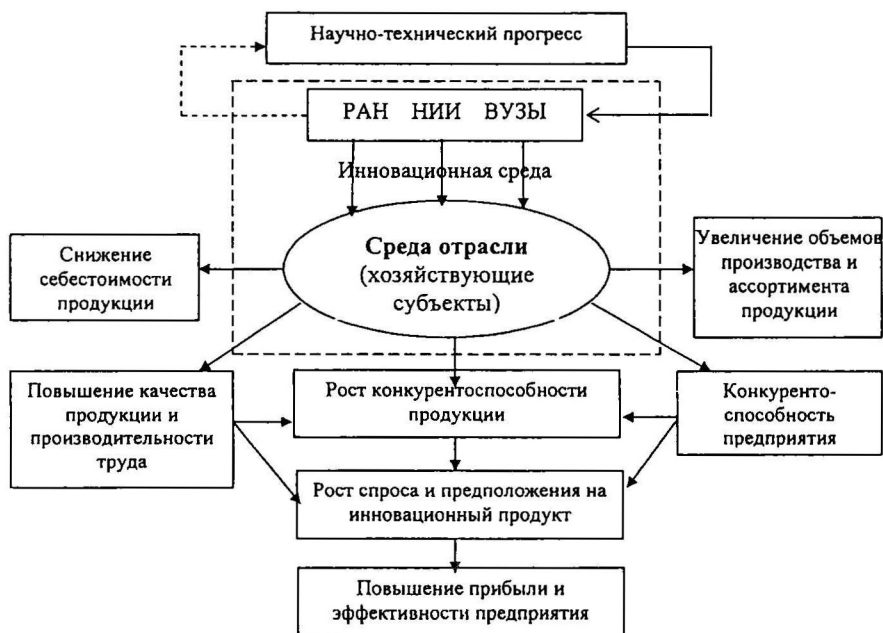 Научно-технический прогресс
РАН НИИ ВУЗЫ
Инновационная среда
Среда отрасли
(хозяйствующие
субъекты)
Снижение
себестоимости
продукции
Увеличение объемов
производства и
ассортимента
продукции
Повышение качества
продукции и
производительности
труда
Рост конкурентоспособности
продукции
Конкуренто-
способность
предприятия
Рост спроса и предположения на
инновационный продукт
Повышение прибыли и
эффективности предприятия